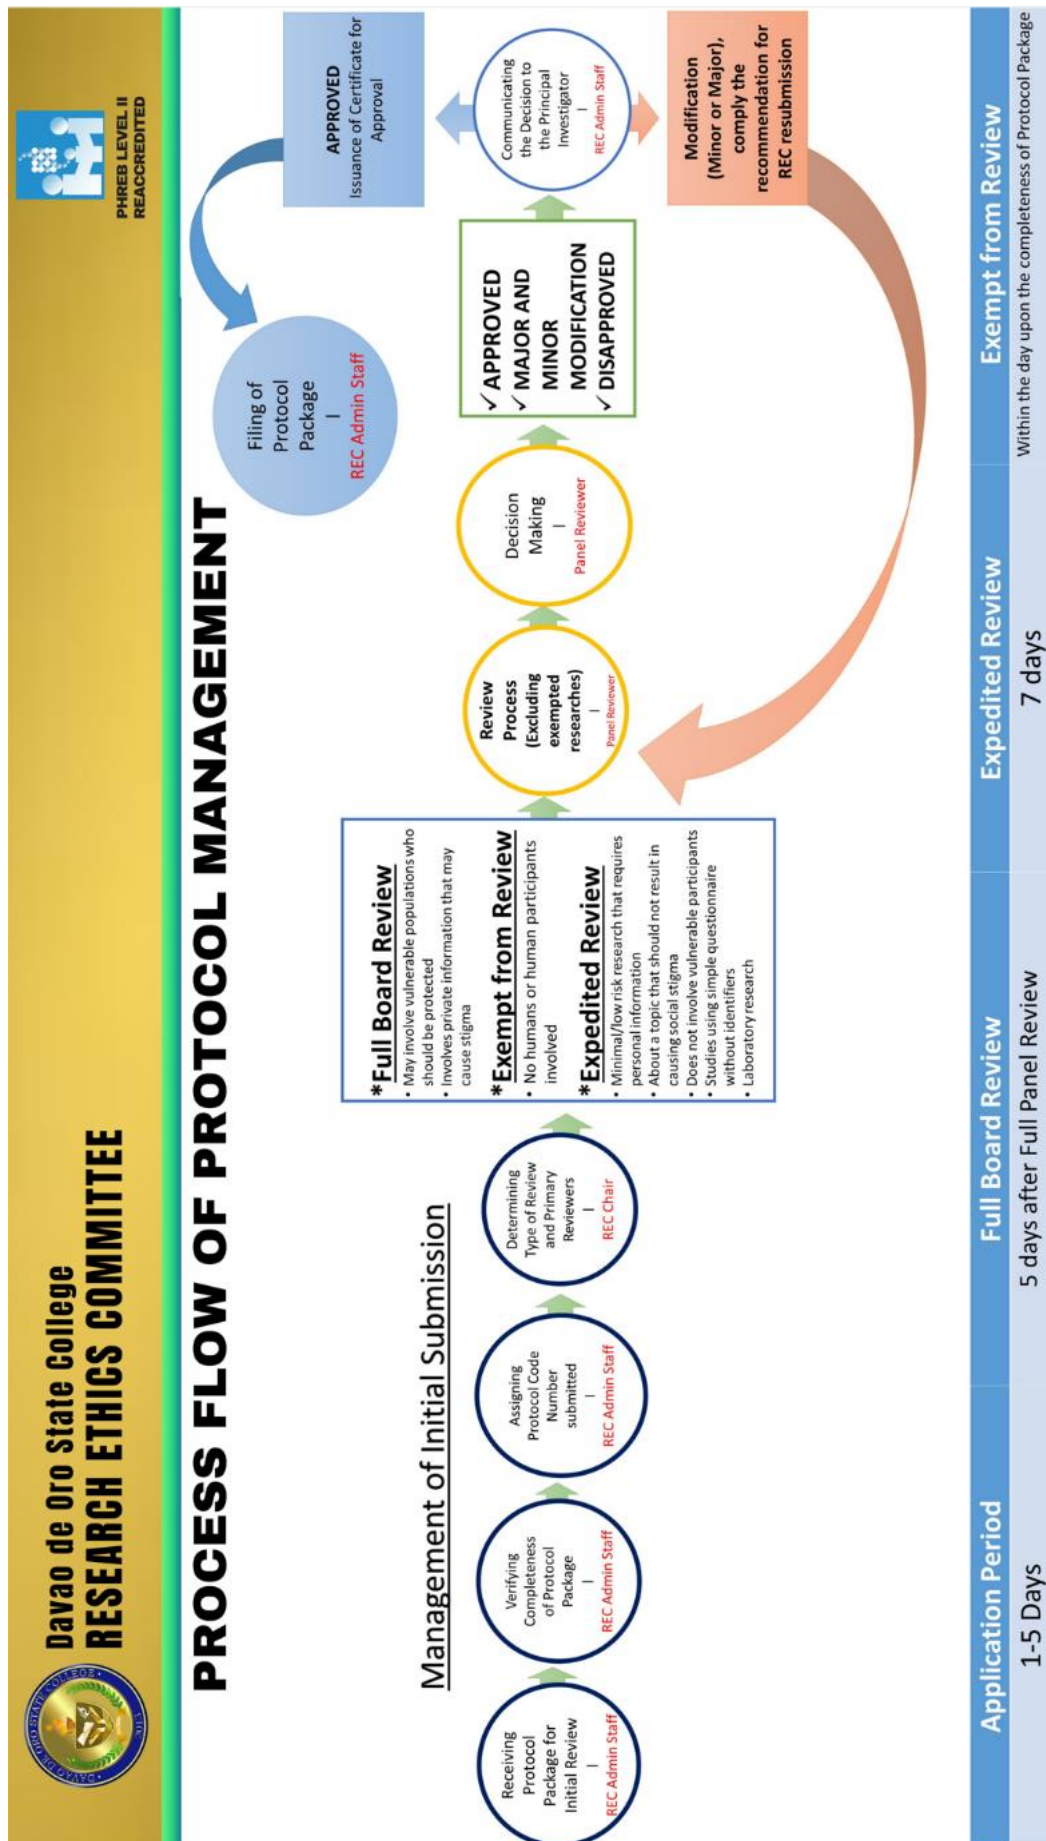 Davao de Oro State College
RESEARCH ETHICS COMMITTEE
PHREB LEVEL II
REACCREDITED
PROCESS FLOW OF PROTOCOL MANAGEMENT
Management of Initial Submission
Receiving
Protocol
Package for
Initial Review
I
REC Admin Staff
Verifying
Completeness
of Protocol
Package
I
REC Admin Staff
Assigning
Protocol Code
Number
submitted
I
REC Admin Staff
Determining
Type of Review
and Primary
Reviewers
I
REC Chair
*Full Board Review
• May involve vulnerable populations who
should be protected
• Involves private information that may
cause stigma
*Exempt from Review
• No humans or human participants
involved
*Expedited Review
• Minimal/low risk research that requires
personal information
• About a topic that should not result in
causing social stigma
• Does not involve vulnerable participants
• Studies using simple questionnaire
without identifiers
• Laboratory research
Review
Process
(Excluding
exempted
researches)
I
Panel Reviewer
Decision
Making
I
Panel Reviewer
✓ APPROVED
✓ MAJOR AND
MINOR
MODIFICATION
✓ DISAPPROVED
Communicating
the Decision to
the Principal
Investigator
I
REC Admin Staff
APPROVED
Issuance of Certificate for
Approval
Filing of
Protocol
Package
I
REC Admin Staff
Modification
(Minor or Major),
comply the
recommendation for
REC resubmission
Application Period
Full Board Review
Expedited Review
Exempt from Review
1-5 Days
5 days after Full Panel Review
7 days
Within the day upon the completeness of Protocol Package